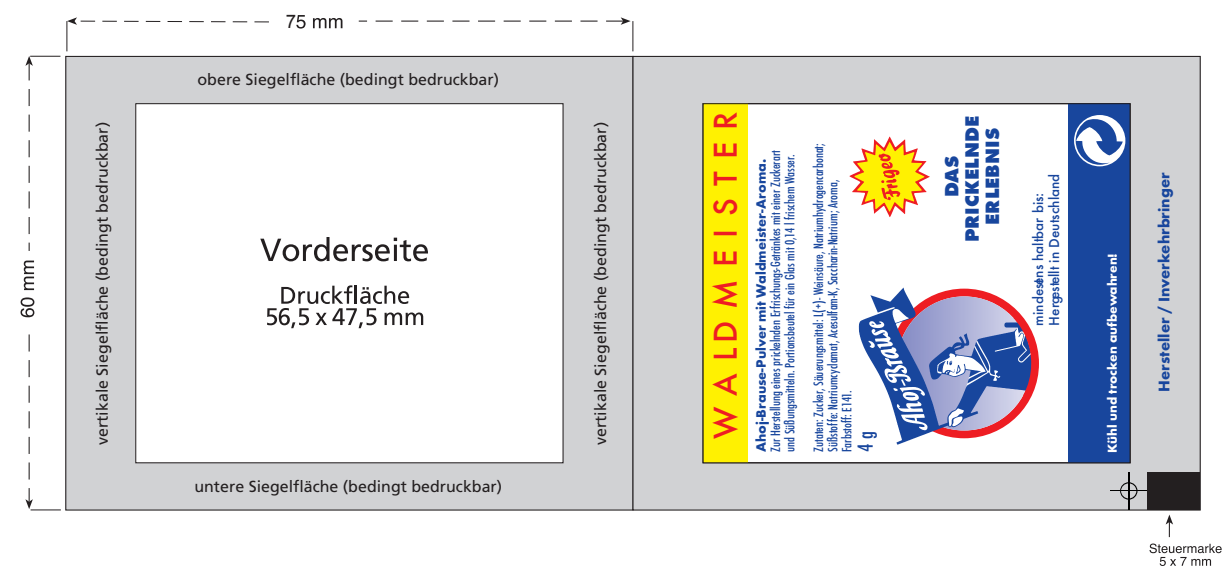 75 mm
60 mm
obere Siegelfläche (bedingt bedruckbar)
vertikale Siegelfläche (bedingt bedruckbar)
Vorderseite
Druckfläche
56,5 x 47,5 mm
vertikale Siegelfläche (bedingt bedruckbar)
untere Siegelfläche (bedingt bedruckbar)
WALDMEISTER
Ahoj-Brause-Pulver mit Waldmeister-Aroma.
Zur Herstellung eines prickelnden Erfrischungs-Getränkes mit einer Zuckerart
und Süßungsmitteln. Portionsbeutel für ein Glas mit 0,14 l frischem Wasser.
Zutaten: Zucker, Säuerungsmittel: L(+)- Weinsäure, Natriumhydrogencarbonat;
Süßstoffe: Natriumcyclamat, Acesulfam-K, Saccharin-Natrium; Aroma,
Farbstoff: E141.
4 g
Ahoj-Brause
Frigeo
DAS
PRICKELNDE
ERLEBNIS
mindestens haltbar bis:
Hergestellt in Deutschland
Kühl und trocken aufbewahren!
Hersteller / Inverkehrbringer
Steuermarke
5 x 7 mm